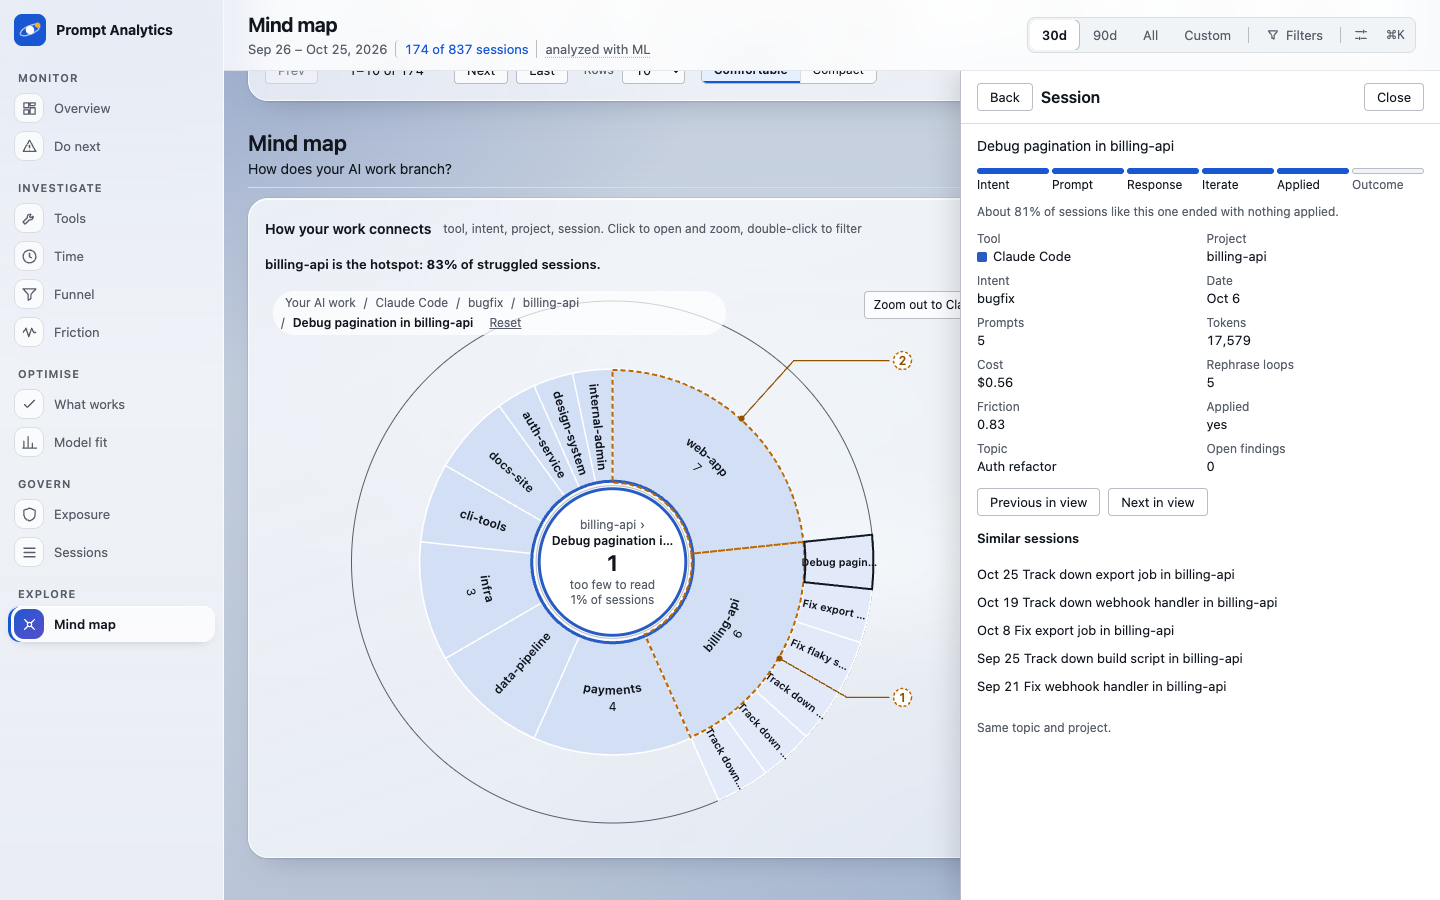 Prompt Analytics
MONITOR
Overview
Do next
INVESTIGATE
Tools
Time
Funnel
Friction
OPTIMISE
What works
Model fit
GOVERN
Exposure
Sessions
EXPLORE
Mind map
Mind map
Sep 26 – Oct 25, 2026
174 of 837 sessions
analyzed with ML
30d
90d
All
Custom
Filters
⌘K
Prev
1–10 of 174
Next
Last
Rows
10
Comfortable
Compact
Mind map
How does your AI work branch?
How your work connects
tool, intent, project, session. Click to open and zoom, double-click to filter
billing-api is the hotspot: 83% of struggled sessions.
Your AI work / Claude Code / bugfix / billing-api
/ Debug pagination in billing-api Reset
Zoom out to Cla
internal-admin
design-system
auth-service
docs-site
cli-tools
infra
3
data-pipeline
payments
4
web-app
7
billing-api
6
2
1
Debug pagin...
Fix export ...
Fix flaky s...
Track down ...
Track down ...
Track down...
billing-api ›
Debug pagination i...
1
too few to read
1% of sessions
Back
Session
Close
Debug pagination in billing-api
Intent
Prompt
Response
Iterate
Applied
Outcome
About 81% of sessions like this one ended with nothing applied.
Tool
Claude Code
Project
billing-api
Intent
bugfix
Date
Oct 6
Prompts
5
Tokens
17,579
Cost
$0.56
Rephrase loops
5
Friction
0.83
Applied
yes
Topic
Auth refactor
Open findings
0
Previous in view
Next in view
Similar sessions
Oct 25 Track down export job in billing-api
Oct 19 Track down webhook handler in billing-api
Oct 8 Fix export job in billing-api
Sep 25 Track down build script in billing-api
Sep 21 Fix webhook handler in billing-api
Same topic and project.